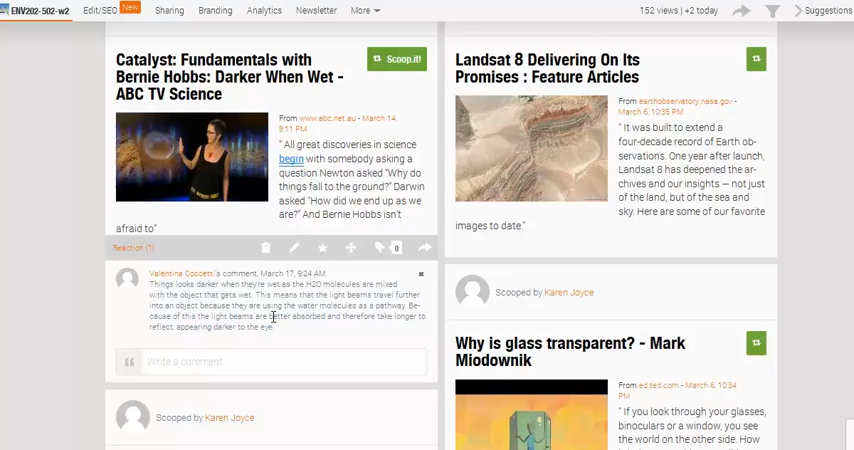 ENV202-502-w2 Edit/SEO New Sharing Branding Analytics Newsletter More 152 views | +2 today Suggestions
Catalyst: Fundamentals with
Bernie Hobbs: Darker When Wet -
ABC TV Science
Scoop.it!
From www.abc.net.au - March 14,
9:11 PM
" All great discoveries in science
begin with somebody asking a
question Newton asked "Why do
things fall to the ground?" Darwin
asked "How did we end up as we
are?" And Bernie Hobbs isn't
afraid to"
Reaction (1)
0
Valentina Coccetti's comment, March 17, 9:24 AM
Things looks darker when they're wet as the H2O molecules are mixed
with the object that gets wet. This means that the light beams travel further
into an object because they are using the water molecules as a pathway. Be-
cause of this the light beams are better absorbed and therefore take longer to
reflect, appearing darker to the eye.
Write a comment...
Scooped by Karen Joyce
Landsat 8 Delivering On Its
Promises : Feature Articles
From earthobservatory.nasa.gov -
March 6, 10:35 PM
" It was built to extend a
four-decade record of Earth ob-
servations. One year after launch,
Landsat 8 has deepened the ar-
chives and our insights — not just
of the land, but of the sea and
sky. Here are some of our favorite
images to date."
Scooped by Karen Joyce
Why is glass transparent? - Mark
Miodownik
From ed.ted.com - March 6, 10:34
PM
" If you look through your glasses,
binoculars or a window, you see
the world on the other side. How